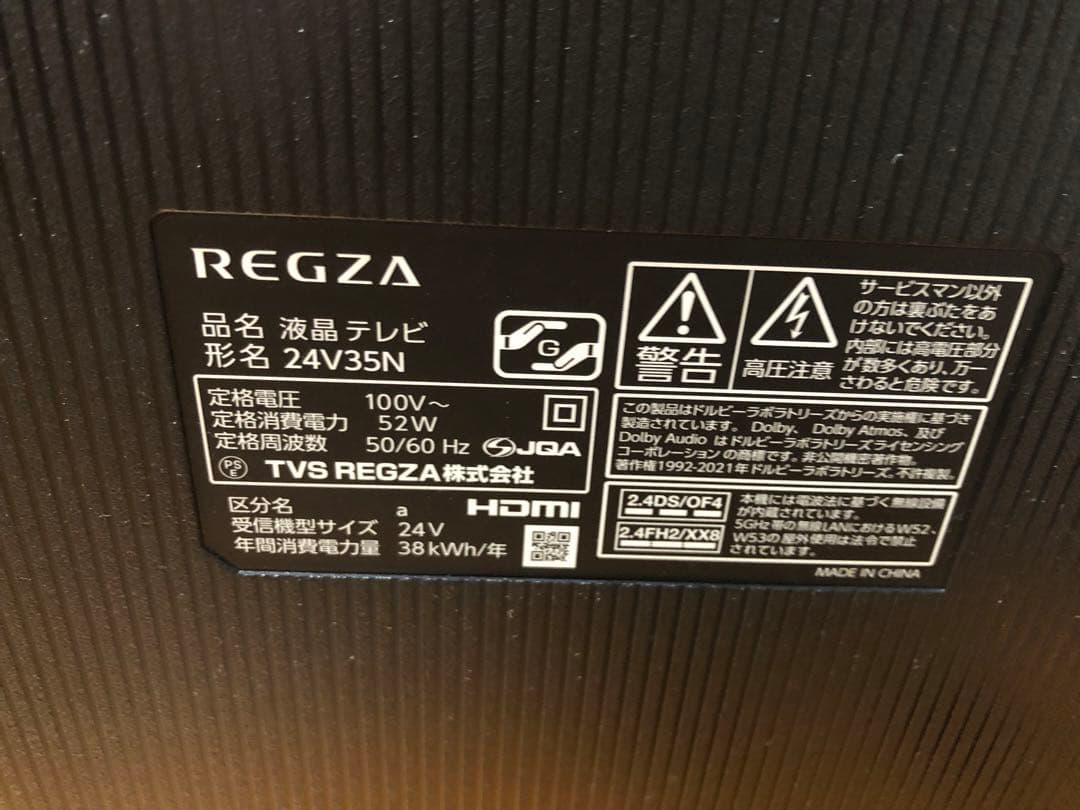 REGZA
品名 液晶テレビ
形名 24V35N
G
定格電圧 100V～
定格消費電力 52W
定格周波数 50/60 Hz
JQA
PS
E
TVS REGZA株式会社
区分名 a
受信機型サイズ 24V
年間消費電力量 38kWh/年
HDMI
警告
高圧注意
サービスマン以外
の方は裏ぶたをあ
けないでください。
内部には高電圧部分
が数多くあり、万一
さわると危険です。
この製品はドルビーラボラトリーズからの実施権に基づき
製造されています。Dolby、Dolby Atmos、及び
Dolby Audio はドルビーラボラトリーズライセンシング
コーポレーションの商標です。非公開機密著作物。
著作権1992-2021年ドルビーラボラトリーズ。不許複製。
2.4DS/OF4
2.4FH2/XX8
本機には電波法に基づく無線設備
が内蔵されています。
5GHz帯の無線LANにおけるW52、
W53の屋外使用は法令で禁止
されています。
MADE IN CHINA